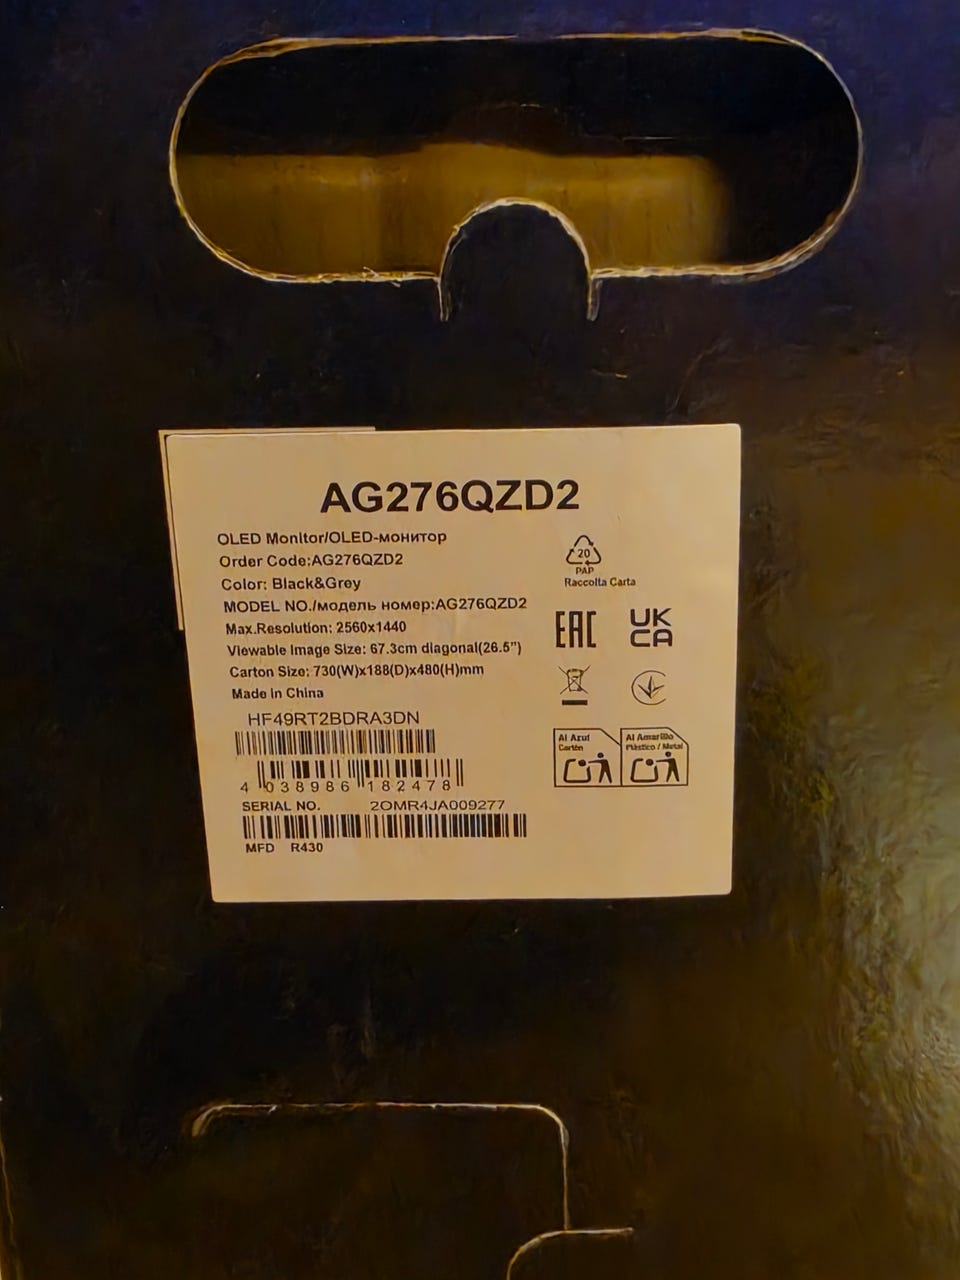 AG276QZD2
OLED Monitor/OLED-монитор
Order Code:AG276QZD2
Color: Black&Grey
MODEL NO./модель номер:AG276QZD2
Max.Resolution: 2560x1440
Viewable Image Size: 67.3cm diagonal(26.5")
Carton Size: 730(W)x188(D)x480(H)mm
Made in China
HF49RT2BDRA3DN
4 038986 182478
SERIAL NO. 2OMR4JA009277
MFD R430
20
PAP
Raccolta Carta
EAC
UK
CA
Al Azul
Cartón
Al Amarillo
Plástico / Metal